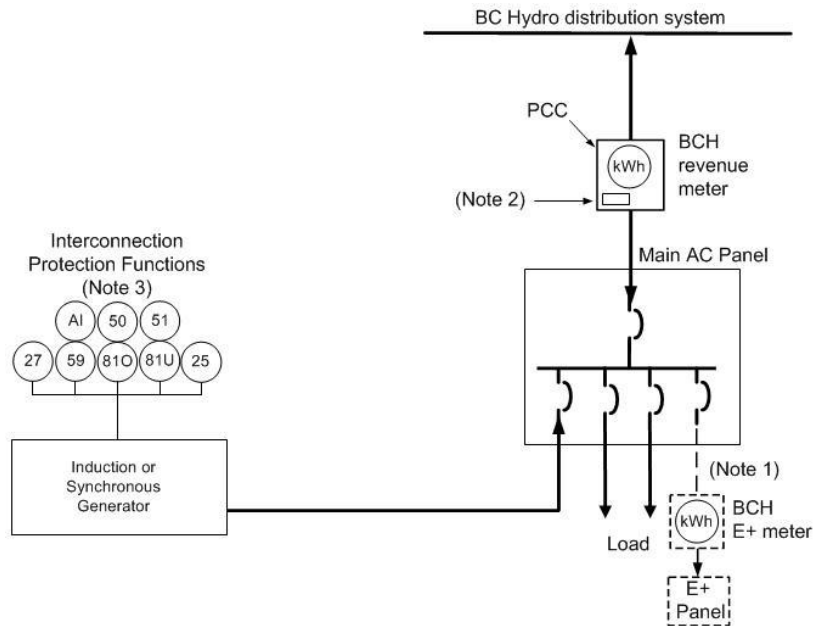 BC Hydro distribution system
PCC
kWh
BCH
revenue
meter
(Note 2)
Main AC Panel
Interconnection
Protection Functions
(Note 3)
AI 50 51
27 59 81O 81U 25
Induction or
Synchronous
Generator
(Note 1)
kWh
BCH
E+ meter
Load
E+
Panel